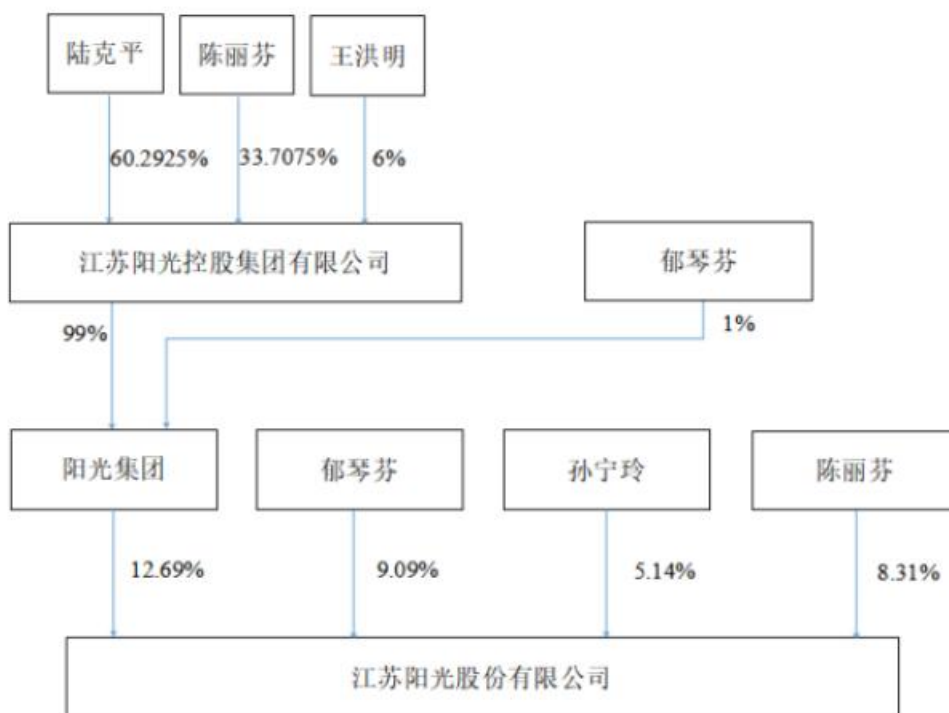 陆克平
陈丽芬
王洪明
60.2925%
33.7075%
6%
江苏阳光控股集团有限公司
郁琴芬
99%
1%
阳光集团
郁琴芬
孙宁玲
陈丽芬
12.69%
9.09%
5.14%
8.31%
江苏阳光股份有限公司